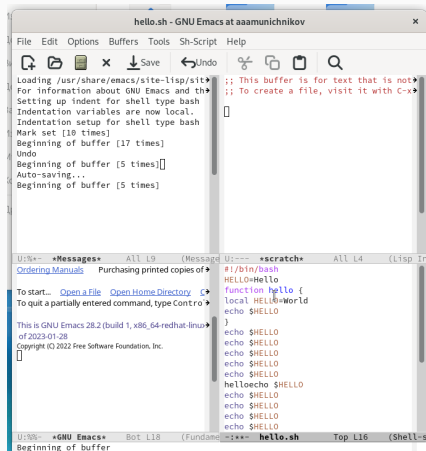 hello.sh - GNU Emacs at aaamunichnikov
File Edit Options Buffers Tools Sh-Script Help
Save Undo
Loading /usr/share/emacs/site-lisp/sit
For information about GNU Emacs and th
Setting up indent for shell type bash
Indentation variables are now local.
Indentation setup for shell type bash
Mark set [10 times]
Beginning of buffer [17 times]
Undo
Beginning of buffer [5 times]
Auto-saving...
Beginning of buffer [5 times]
U:%*- *Messages* All L9 (Message
;; This buffer is for text that is not
;; To create a file, visit it with C-x
U:--- *scratch* All L4 (Lisp In
Ordering Manuals Purchasing printed copies of
To start... Open a File Open Home Directory C
To quit a partially entered command, type Contro
This is GNU Emacs 28.2 (build 1, x86_64-redhat-linux
of 2023-01-28
Copyright (C) 2022 Free Software Foundation, Inc.
U:%%- *GNU Emacs* Bot L18 (Fundame
#!/bin/bash
HELLO=Hello
function hello {
local HELLO=World
echo $HELLO
}
echo $HELLO
echo $HELLO
echo $HELLO
echo $HELLO
echo $HELLO
helloecho $HELLO
echo $HELLO
echo $HELLO
echo $HELLO
echo $HELLO
-:**- hello.sh Top L16 (Shell-s
Beginning of buffer